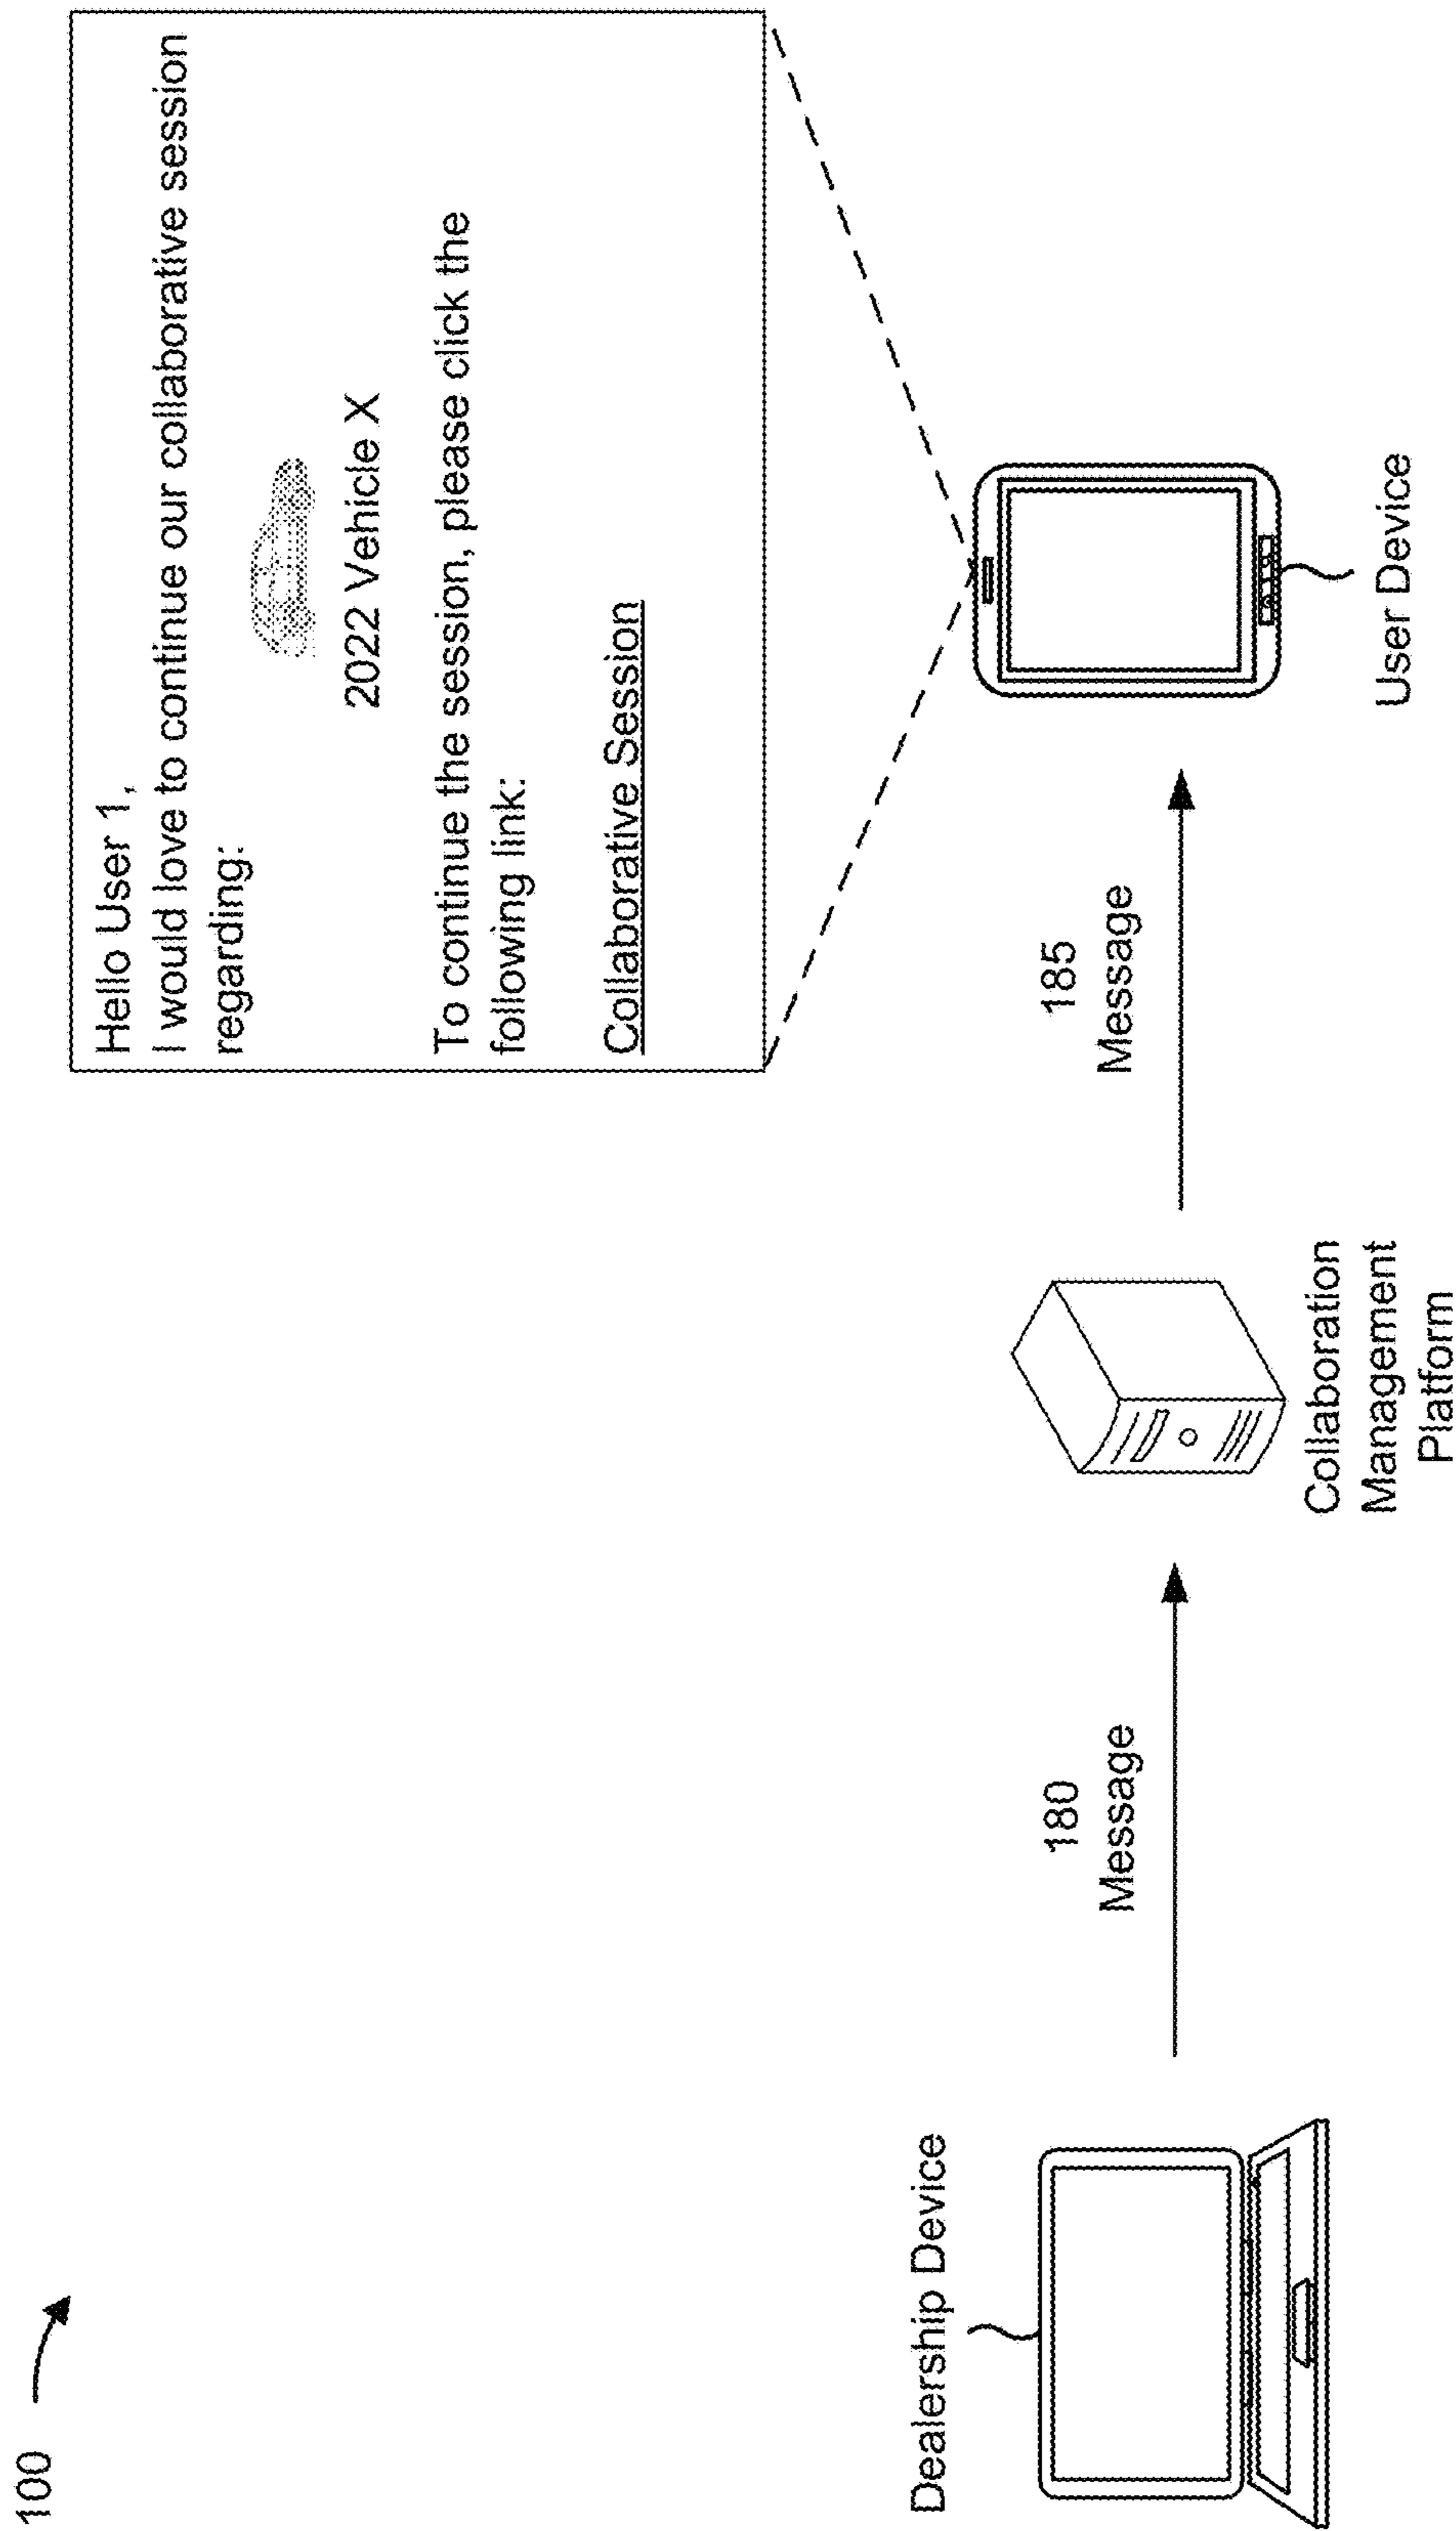 100
Hello User 1,
I would love to continue our collaborative session
regarding:
2022 Vehicle X
To continue the session, please click the
following link:
Collaborative Session
Dealership Device
180
Message
Collaboration
Management
Platform
185
Message
User Device